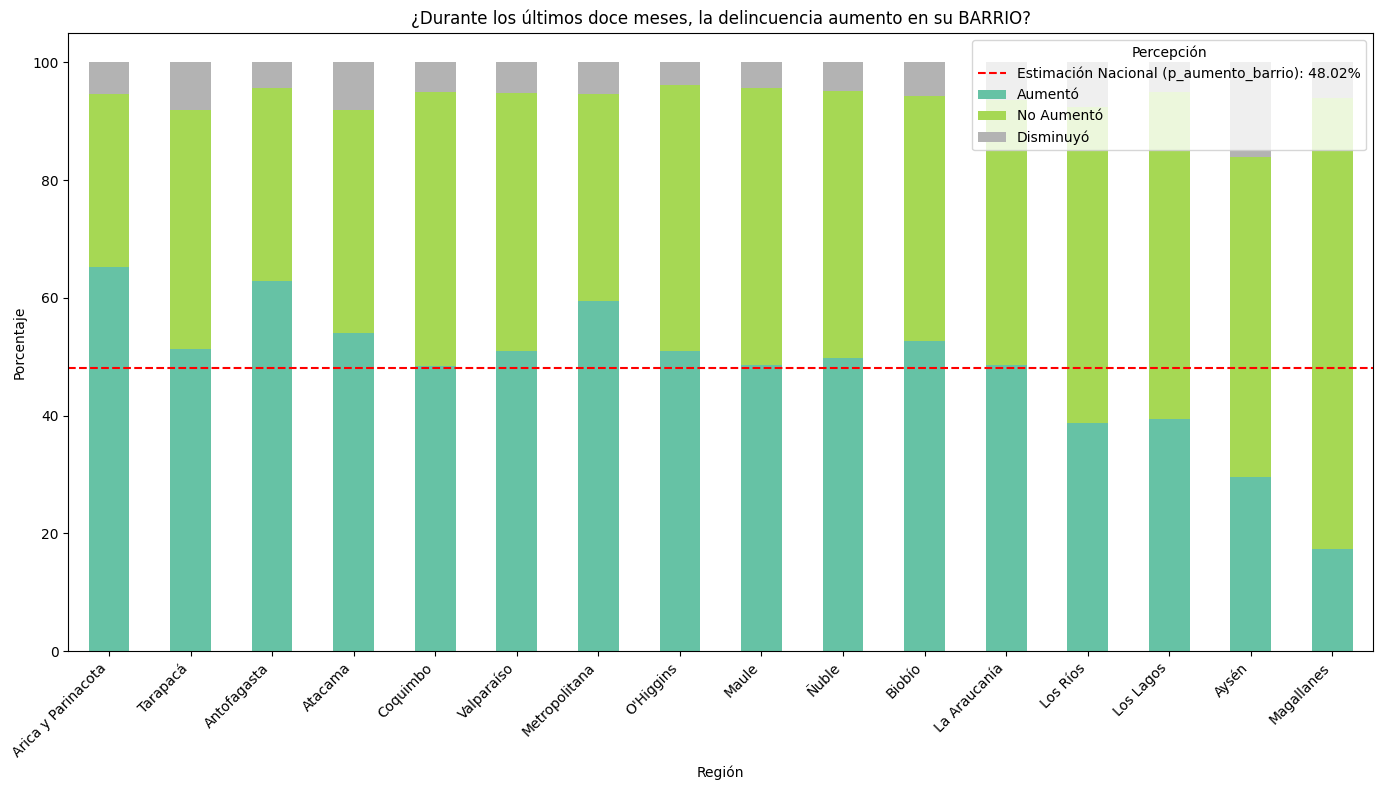 ¿Durante los últimos doce meses, la delincuencia aumento en su BARRIO?
Percepción
Estimación Nacional (p_aumento_barrio): 48.02%
Aumentó
No Aumentó
Disminuyó
Porcentaje
100
80
60
40
20
0
Arica y Parinacota
Tarapacá
Antofagasta
Atacama
Coquimbo
Valparaíso
Metropolitana
O'Higgins
Maule
Ñuble
Biobío
La Araucanía
Los Ríos
Los Lagos
Aysén
Magallanes
Región